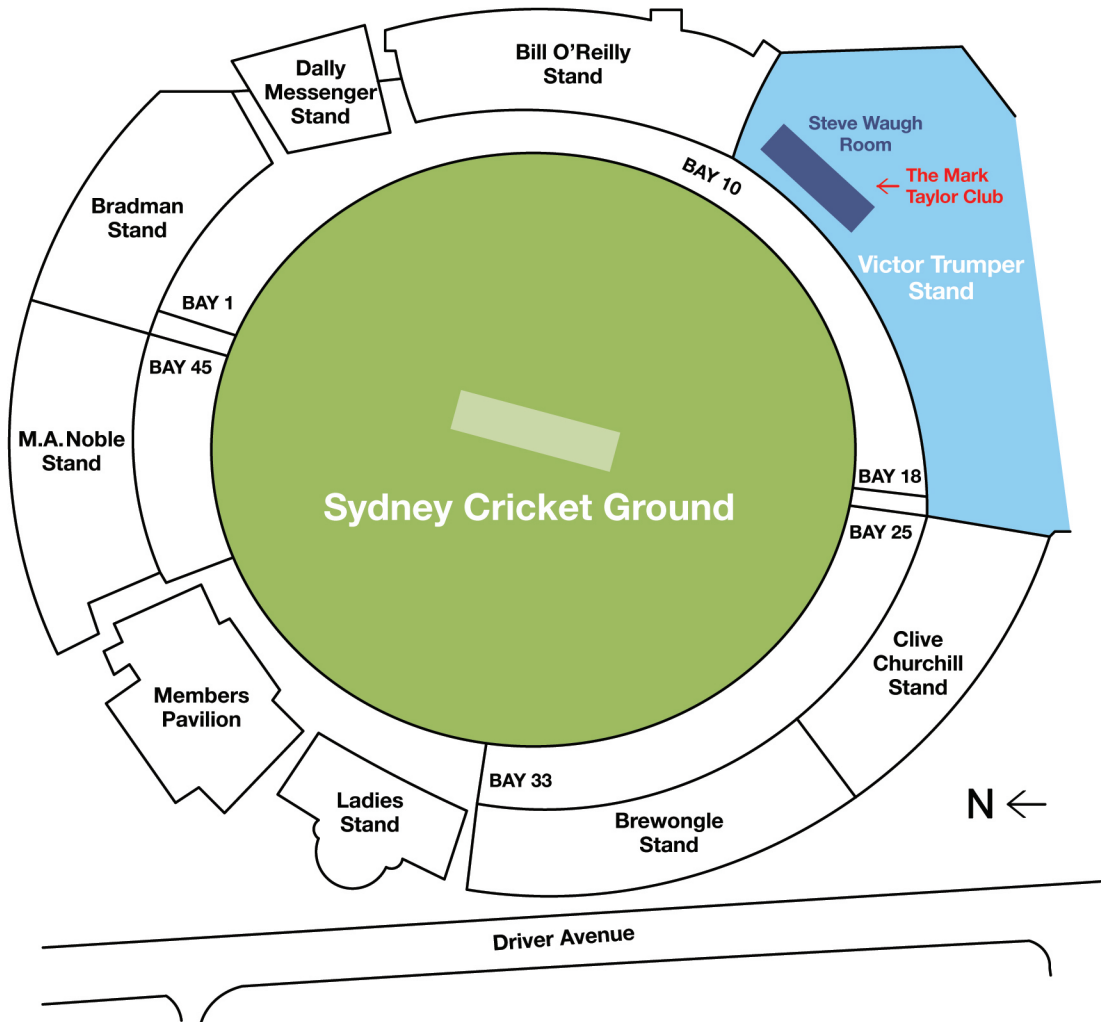 Bill O'Reilly
Stand
Dally
Messenger
Stand
Steve Waugh
Room
The Mark
Taylor Club
BAY 10
Bradman
Stand
Victor Trumper
Stand
BAY 1
BAY 45
M.A.Noble
Stand
BAY 18
Sydney Cricket Ground
BAY 25
Clive
Churchill
Stand
Members
Pavilion
BAY 33
Ladies
Stand
Brewongle
Stand
N
Driver Avenue